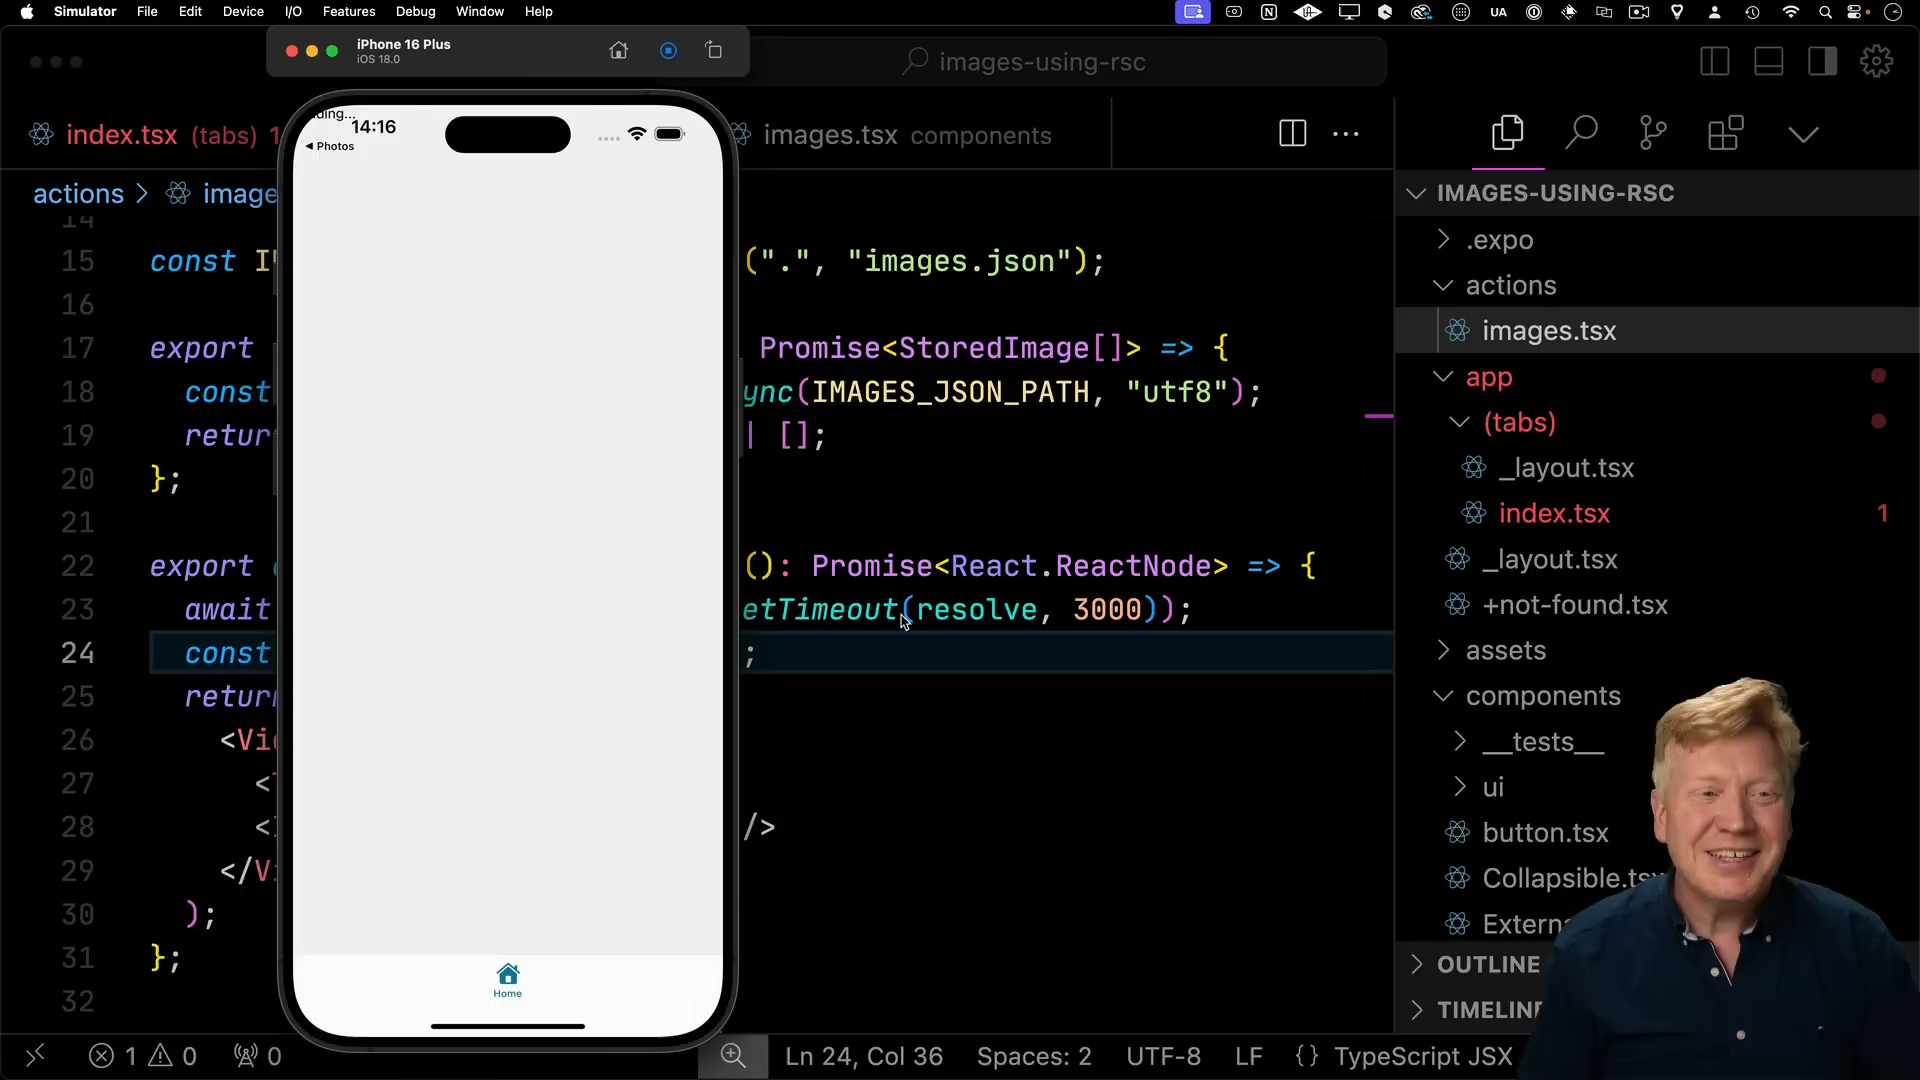 Simulator File Edit Device I/O Features Debug Window Help
UA
iPhone 16 Plus
iOS 18.0
images-using-rsc
index.tsx (tabs) 1
images.tsx components
ding...
14:16
Photos
actions
IMAGES-USING-RSC
.expo
actions
images.tsx
app
(tabs)
_layout.tsx
index.tsx 1
_layout.tsx
+not-found.tsx
assets
components
__tests__
ui
button.tsx
Collapsible.tsx
OUTLINE
14
15 const (".", "images.json");
16
17 export Promise<StoredImage[]> => {
18 const ync(IMAGES_JSON_PATH, "utf8");
19 retur | [];
20 };
21
22 export (): Promise<React.ReactNode> => {
23 await etTimeout(resolve, 3000));
24 const ;
25 return
26 <Vi
27 <
28 < />
29 </V
30 );
31 };
32
Home
1 0 0 Ln 24, Col 36 Spaces: 2 UTF-8 LF {} TypeScript JSX